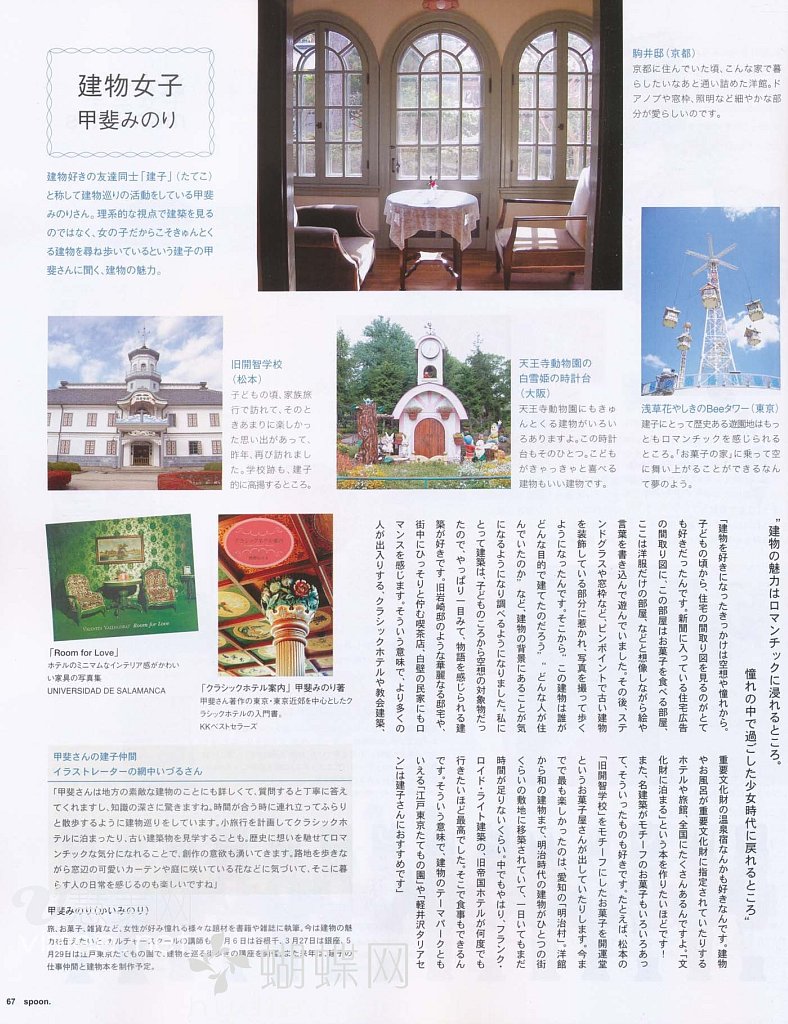 建物女子
甲斐みのり
建物好きの友達同士「建子」（たてこ）
と称して建物巡りの活動をしている甲斐
みのりさん。理系的な視点で建築を見る
のではなく、女の子だからこそきゅんとく
る建物を尋ね歩いているという建子の甲
斐さんに聞く、建物の魅力。
駒井邸（京都）
京都に住んでいた頃、こんな家で暮
らしたいなあと通い詰めた洋館。ド
アノブや窓枠、照明など細やかな部
分が愛らしいのです。
旧開智学校
（松本）
子どもの頃、家族旅
行で訪れて、そのと
きあまりに楽しかっ
た思い出があって、
昨年、再び訪れまし
た。学校跡も、建子
的に高揚するところ。
天王寺動物園の
白雪姫の時計台
（大阪）
天王寺動物園にもきゅ
んとくる建物がいろい
ろありますよ。この時計
台もそのひとつ。こども
がきゃっきゃと喜べる
建物もいい建物です。
浅草花やしきのBeeタワー（東京）
建子にとって歴史ある遊園地はもっ
ともロマンチックを感じられる
ところ。「お菓子の家」に乗って空
に舞い上がることができるなん
て夢のよう。
"建物の魅力はロマンチックに浸れるところ。
憧れの中で過ごした少女時代に戻れるところ"
「建物を好きになったきっかけは空想や憧れから。
子どもの頃から、住宅の間取り図を見るのがとて
も好きだったんです。新聞に入っている住宅広告
の間取り図に、この部屋はお菓子を食べる部屋、
ここは洋服だけの部屋、などと想像しながら絵や
言葉を書き込んで遊んでいました。その後、ステ
ンドグラスや窓枠など、ピンポイントで古い建物
を装飾している部分に惹かれ、写真を撮って歩く
ようになったんです。そこから"この建物は誰が
どんな目的で建てたのだろう""どんな人が住
んでいたのか"など、建物の背景にあることが気
になるようになり調べるようになりました。私に
とって建築は、子どものころから空想の対象物だっ
たので、やっぱり一目みて、物語を感じられる建
築が好きです。旧岩崎邸のような華麗なる邸宅や、
街中にひっそりと佇む喫茶店、白壁の民家にもロ
マンスを感じます。そういう意味で、より多くの
人が出入りする、クラシックホテルや教会建築、
重要文化財の温泉宿なんかも好きなんです。建物
やお風呂が重要文化財に指定されていたりする
ホテルや旅館、全国にたくさんあるんですよ。「文
化財に泊まる」という本を作りたいほどです！
また、名建築がモチーフのお菓子もいろいろあっ
て、そういったものも好きです。たとえば、松本の
「旧開智学校」をモチーフにしたお菓子を開運堂
というお菓子屋さんが出していたりします。今ま
でで最も楽しかったのは、愛知の「明治村」。洋館
から和の建物まで、明治時代の建物がひとつの街
くらいの敷地に移築されていて、一日いてもまだ
時間が足りないくらい。中でもやはり、フランク・
ロイド・ライト建築の、旧帝国ホテルが何度でも
行きたいほど最高でした。そこで食事もできるん
です。そういう意味で、建物のテーマパークとも
いえる「江戸東京たてもの園」や「軽井沢タリアセ
ン」は建子さんにおすすめです」
VALENTIN VALLHONRAT Room for Love
「Room for Love」
ホテルのミニマムなインテリア感がかわい
い家具の写真集
UNIVERSIDAD DE SALAMANCA
クラシックホテル案内
「クラシックホテル案内」 甲斐みのり著
甲斐さん著作の東京・東京近郊を中心としたク
ラシックホテルの入門書。
KKベストセラーズ
甲斐さんの建子仲間
イラストレーターの網中いづるさん
「甲斐さんは地方の素敵な建物のことにも詳しくて、質問すると丁寧に答え
てくれますし、知識の深さに驚きますね。時間が合う時に連れ立ってふらり
と散歩するように建物巡りをしています。小旅行を計画してクラシックホ
テルに泊まったり、古い建築物を見学することも。歴史に想いを馳せてロマ
ンチックな気分になれることで、創作の意欲も湧いてきます。路地を歩きな
がら窓辺の可愛いカーテンや庭に咲いている花などに気づいて、そこに暮
らす人の日常を感じるのも楽しいですね」
甲斐みのり（かいみのり）
旅、お菓子、雑貨など、女性が好み憧れる様々な題材を書籍や雑誌に執筆。今は建物の魅
カルチャースクールの講師も
月6日は谷根千、3月27日は銀座、5
月29日は江戸東京たてもの園で、建物を巡る
講座を
仕事仲間と建物本を制作予定。
蝴蝶网
67 spoon.